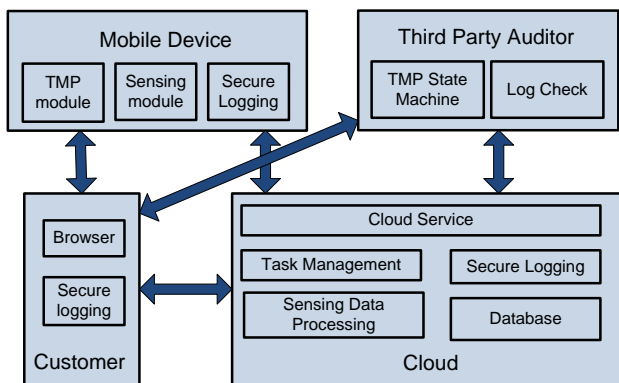 Mobile Device
TMP
module
Sensing
module
Secure
Logging
Third Party Auditor
TMP State
Machine
Log Check
Browser
Secure
logging
Customer
Cloud Service
Task Management
Secure Logging
Sensing Data
Processing
Database
Cloud